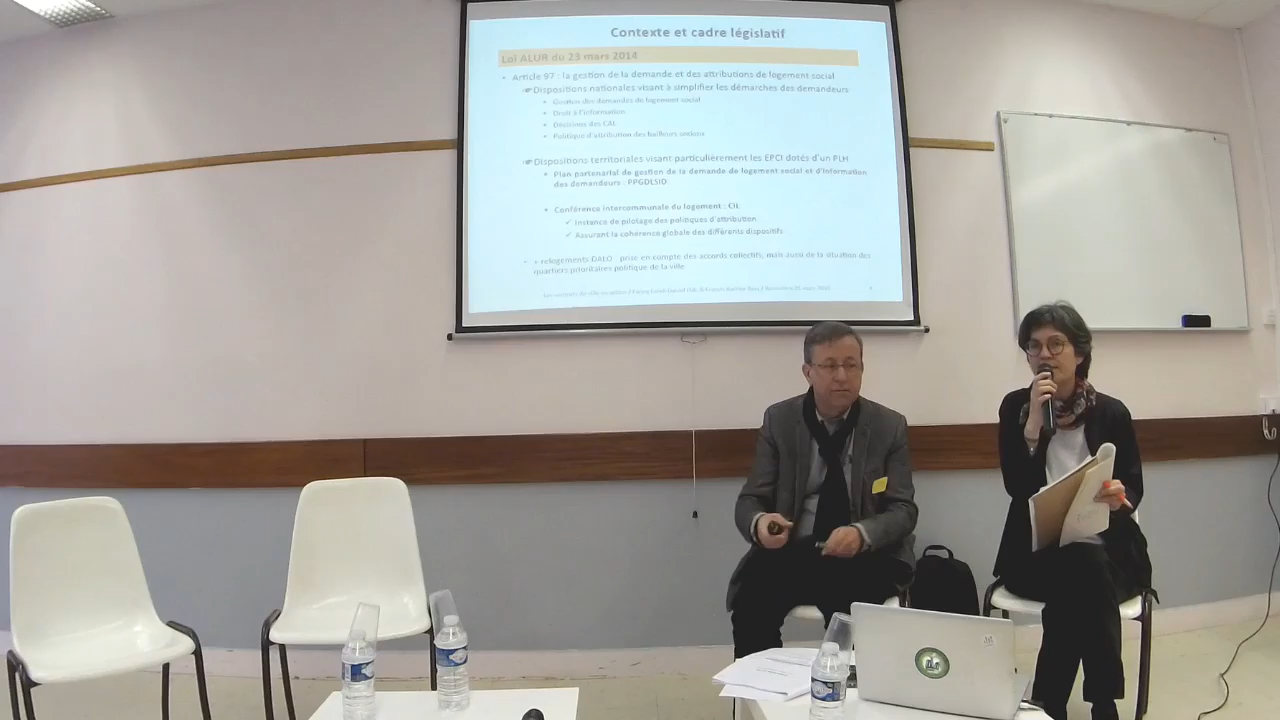 Contexte et cadre législatif
Loi ALUR du 23 mars 2014
• Article 97 : la gestion de la demande et des attributions de logement social
☞Dispositions nationales visant à simplifier les démarches des demandeurs
• Gestion des demandes de logement social
• Droit à l'information
• Décisions des CAL
• Politique d'attribution des bailleurs sociaux
☞Dispositions territoriales visant particulièrement les EPCI dotés d'un PLH
• Plan partenarial de gestion de la demande de logement social et d'information
des demandeurs : PPGDLSID
• Conférence intercommunale du logement : CIL
✓ Instance de pilotage des politiques d'attribution
✓ Assurant la cohérence globale des différents dispositifs
• relogements DALO : prise en compte des accords collectifs, mais aussi de la situation des
quartiers prioritaires politique de la ville